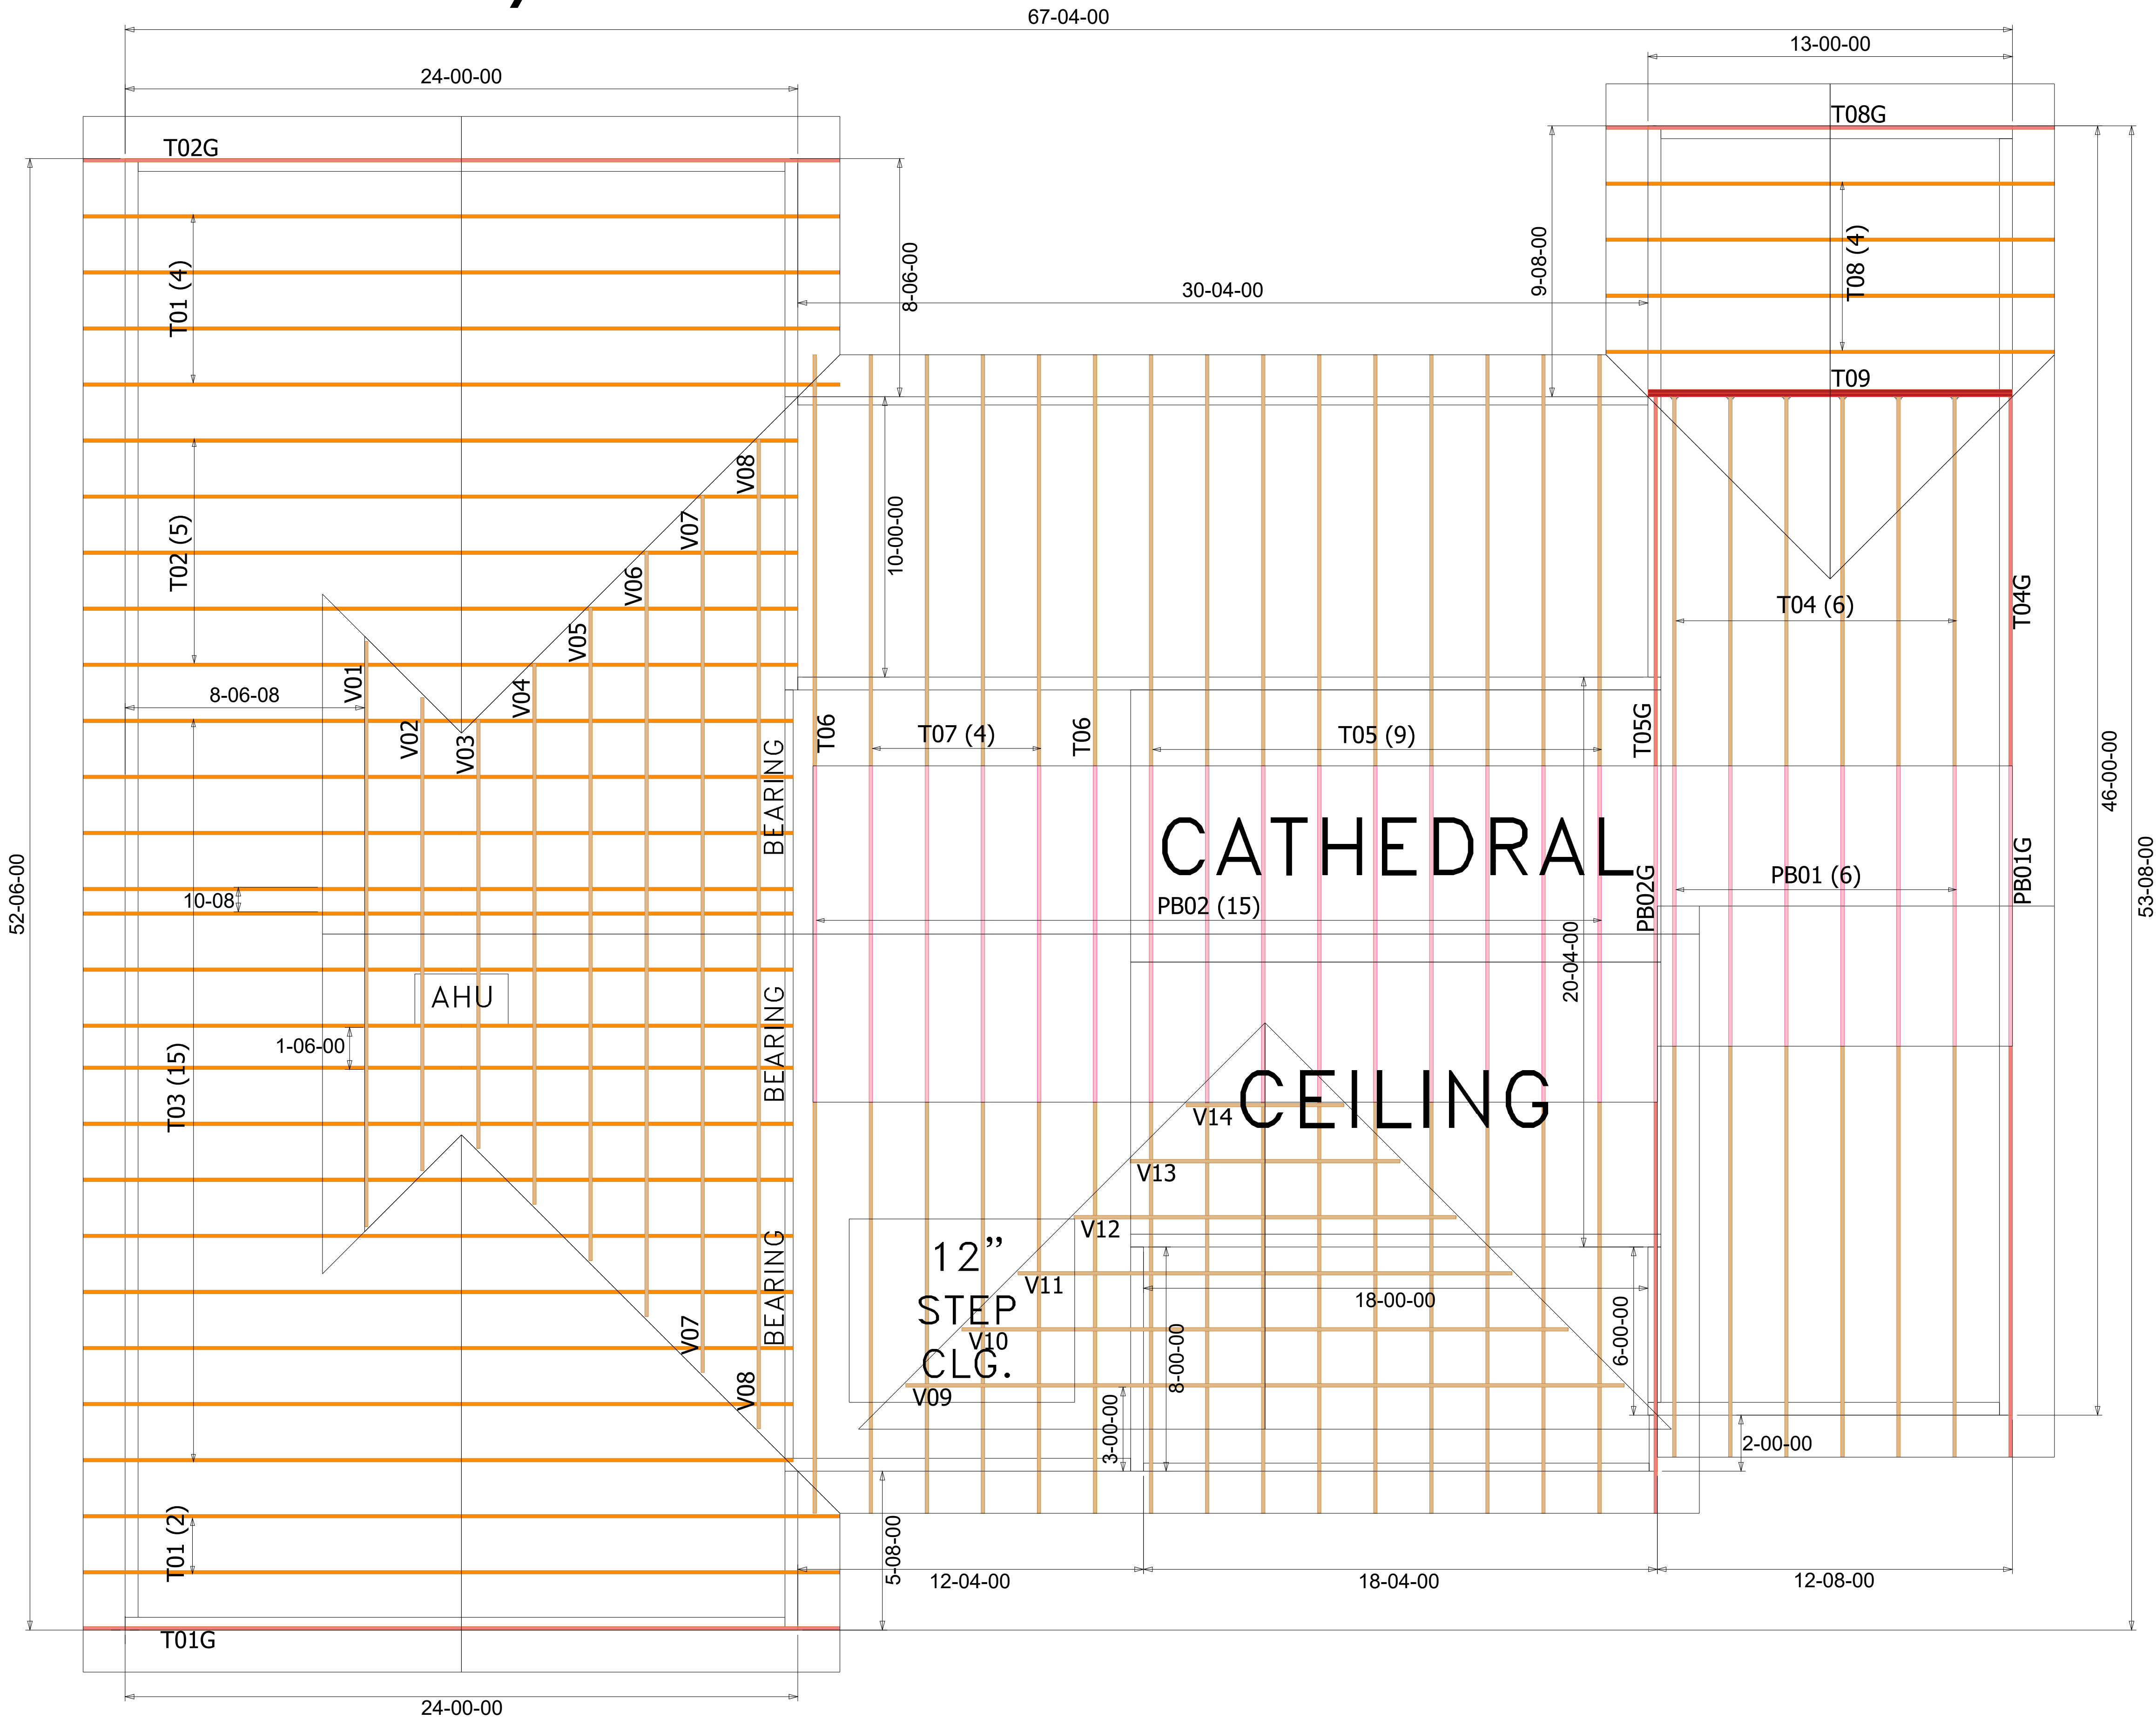 67-04-00
13-00-00
24-00-00
T08G
T02G
8-06-00
9-08-00
T08 (4)
T01 (4)
30-04-00
T09
V08
10-00-00
V07
T02 (5)
V06
T04 (6)
T04G
V05
8-06-08
V01
V04
V02
V03
T06
T07 (4)
T06
T05 (9)
T05G
BEARING
46-00-00
CATHEDRAL
52-06-00
10-08
PB02 (15)
PB02G
PB01 (6)
PB01G
53-08-00
20-04-00
AHU
BEARING
1-06-00
T03 (15)
CEILING
V14
V13
V12
12”
STEP
CLG.
BEARING
V11
18-00-00
V10
V07
8-00-00
6-00-00
V08
V09
3-00-00
2-00-00
T01 (2)
5-08-00
12-04-00
18-04-00
12-08-00
T01G
24-00-00